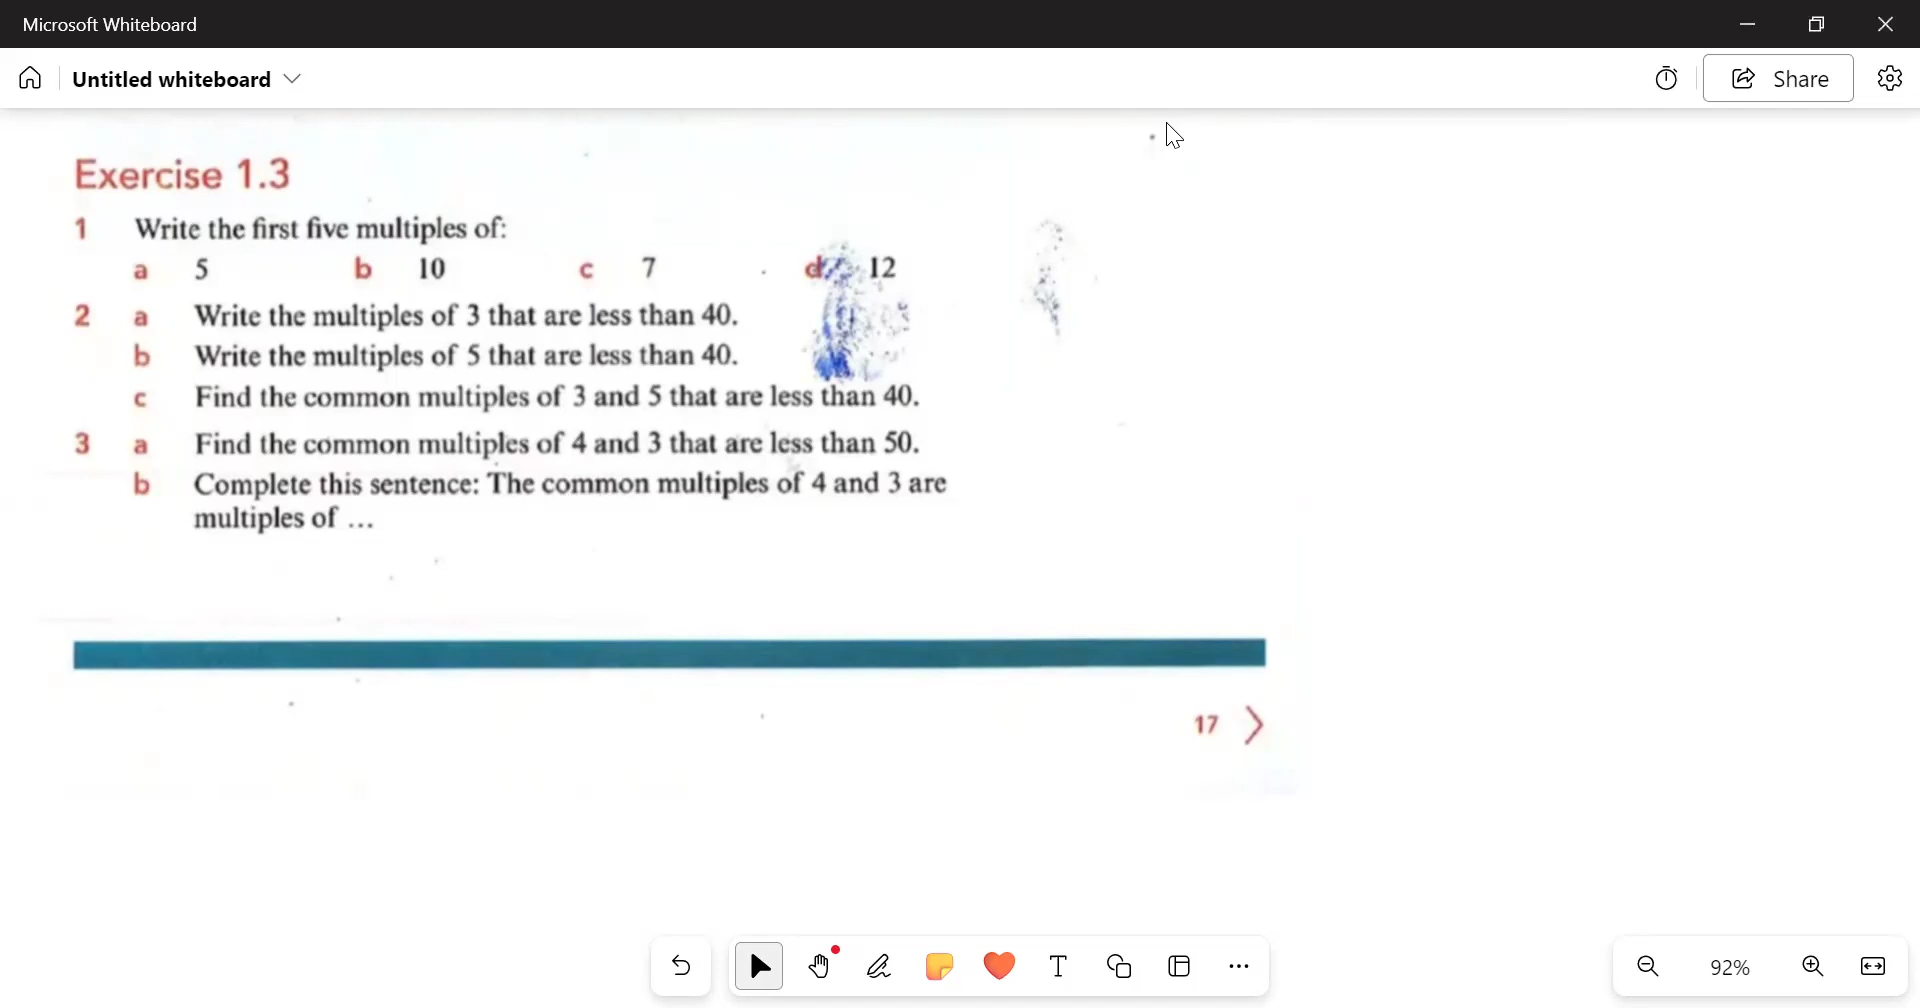 Microsoft Whiteboard
Untitled whiteboard
Share
Exercise 1.3
1 Write the first five multiples of:
a 5 b 10 c 7 d 12
2 a Write the multiples of 3 that are less than 40.
b Write the multiples of 5 that are less than 40.
c Find the common multiples of 3 and 5 that are less than 40.
3 a Find the common multiples of 4 and 3 that are less than 50.
b Complete this sentence: The common multiples of 4 and 3 are
multiples of ...
17
92%